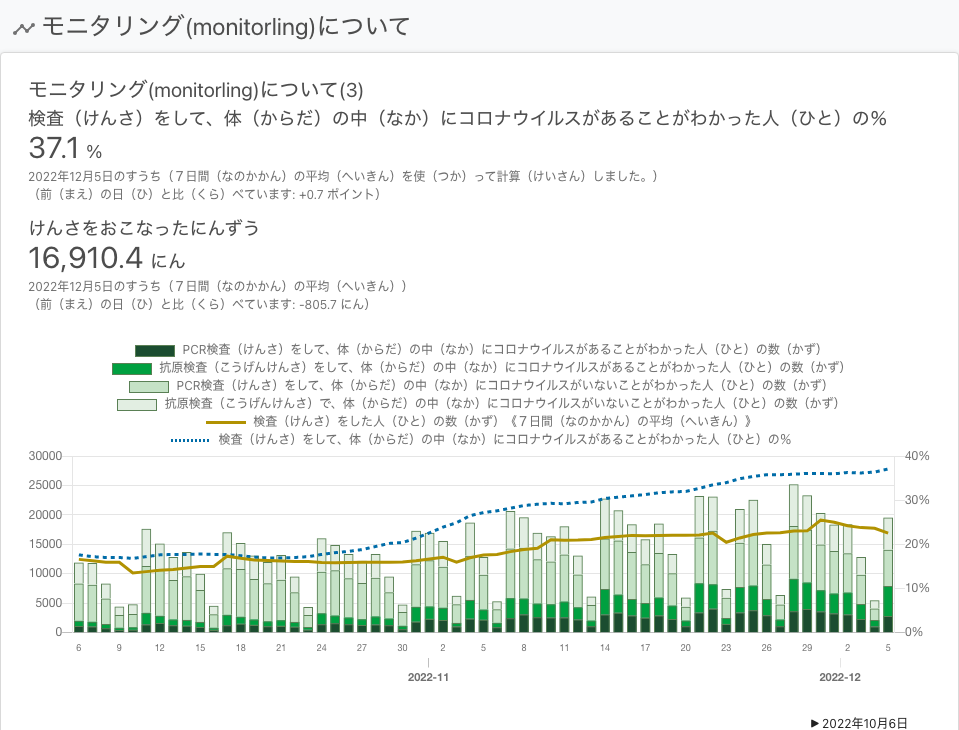 モニタリング(monitorling)について
モニタリング(monitorling)について(3)
検査（けんさ）をして、体（からだ）の中（なか）にコロナウイルスがあることがわかった人（ひと）の％
37.1 %
2022年12月5日のすうち（７日間（なのかかん）の平均（へいきん）を使（つか）って計算（けいさん）しました。）
（前（まえ）の日（ひ）と比（くら）べています: +0.7 ポイント）
けんさをおこなったにんずう
16,910.4 にん
2022年12月5日のすうち（７日間（なのかかん）の平均（へいきん））
（前（まえ）の日（ひ）と比（くら）べています: -805.7 にん）
PCR検査（けんさ）をして、体（からだ）の中（なか）にコロナウイルスがあることがわかった人（ひと）の数（かず）
抗原検査（こうげんけんさ）をして、体（からだ）の中（なか）にコロナウイルスがあることがわかった人（ひと）の数（かず）
PCR検査（けんさ）をして、体（からだ）の中（なか）にコロナウイルスがいないことがわかった人（ひと）の数（かず）
抗原検査（こうげんけんさ）で、体（からだ）の中（なか）にコロナウイルスがいないことがわかった人（ひと）の数（かず）
検査（けんさ）をした人（ひと）の数（かず）《７日間（なのかかん）の平均（へいきん）》
検査（けんさ）をして、体（からだ）の中（なか）にコロナウイルスがあることがわかった人（ひと）の％
30000 40%
25000
20000 30%
15000 20%
10000
5000 10%
0 0%
6 9 12 15 18 21 24 27 30 2 5 8 11 14 17 20 23 26 29 2 5
2022-11 2022-12
▶ 2022年10月6日